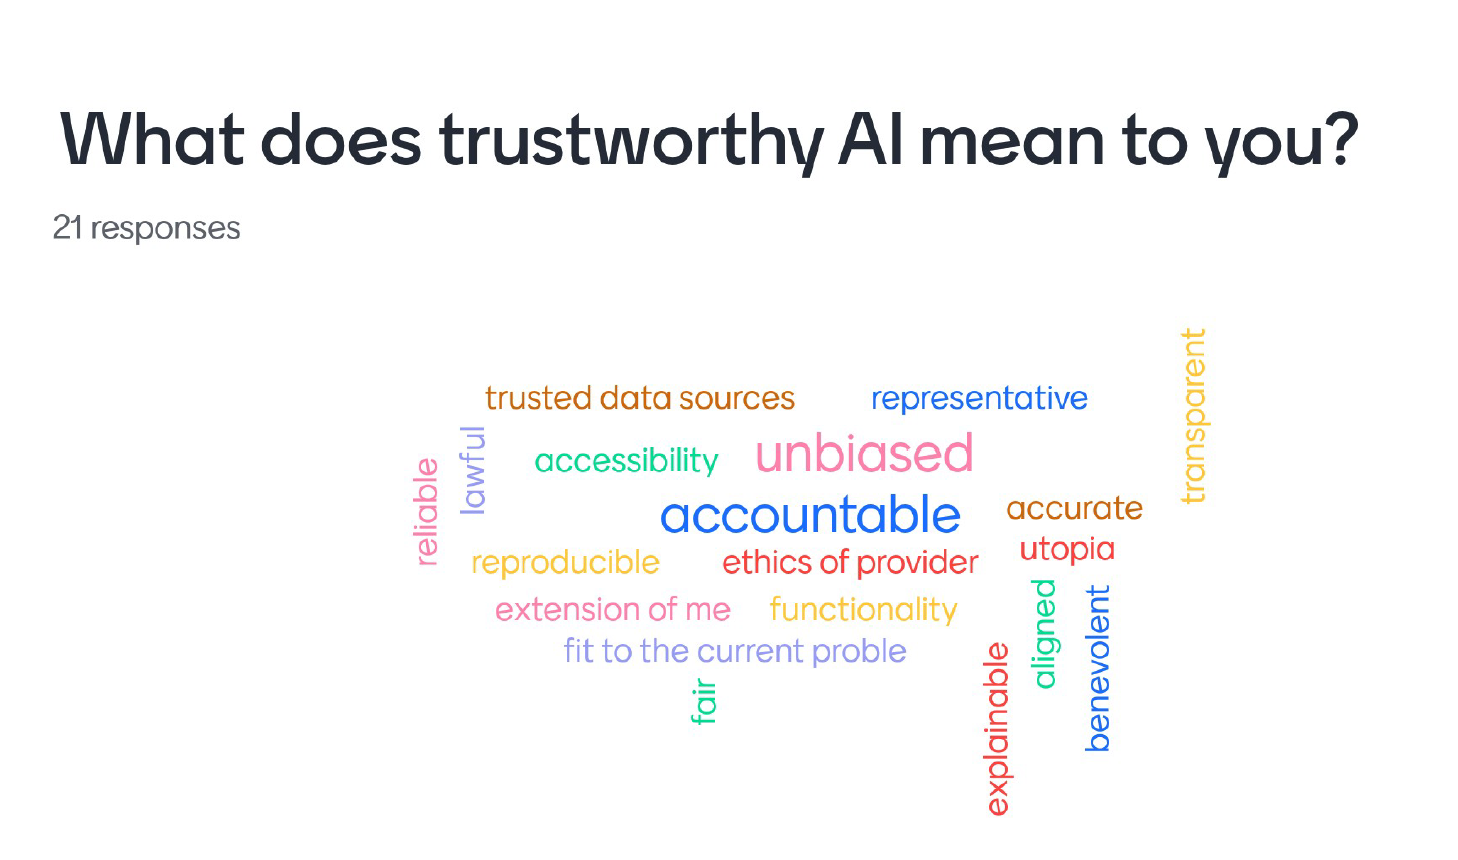 What does trustworthy AI mean to you?
21 responses
transparent
trusted data sources
representative
lawful
accessibility
unbiased
reliable
accountable
accurate
utopia
reproducible
ethics of provider
aligned
benevolent
extension of me
functionality
fit to the current proble
explainable
fair